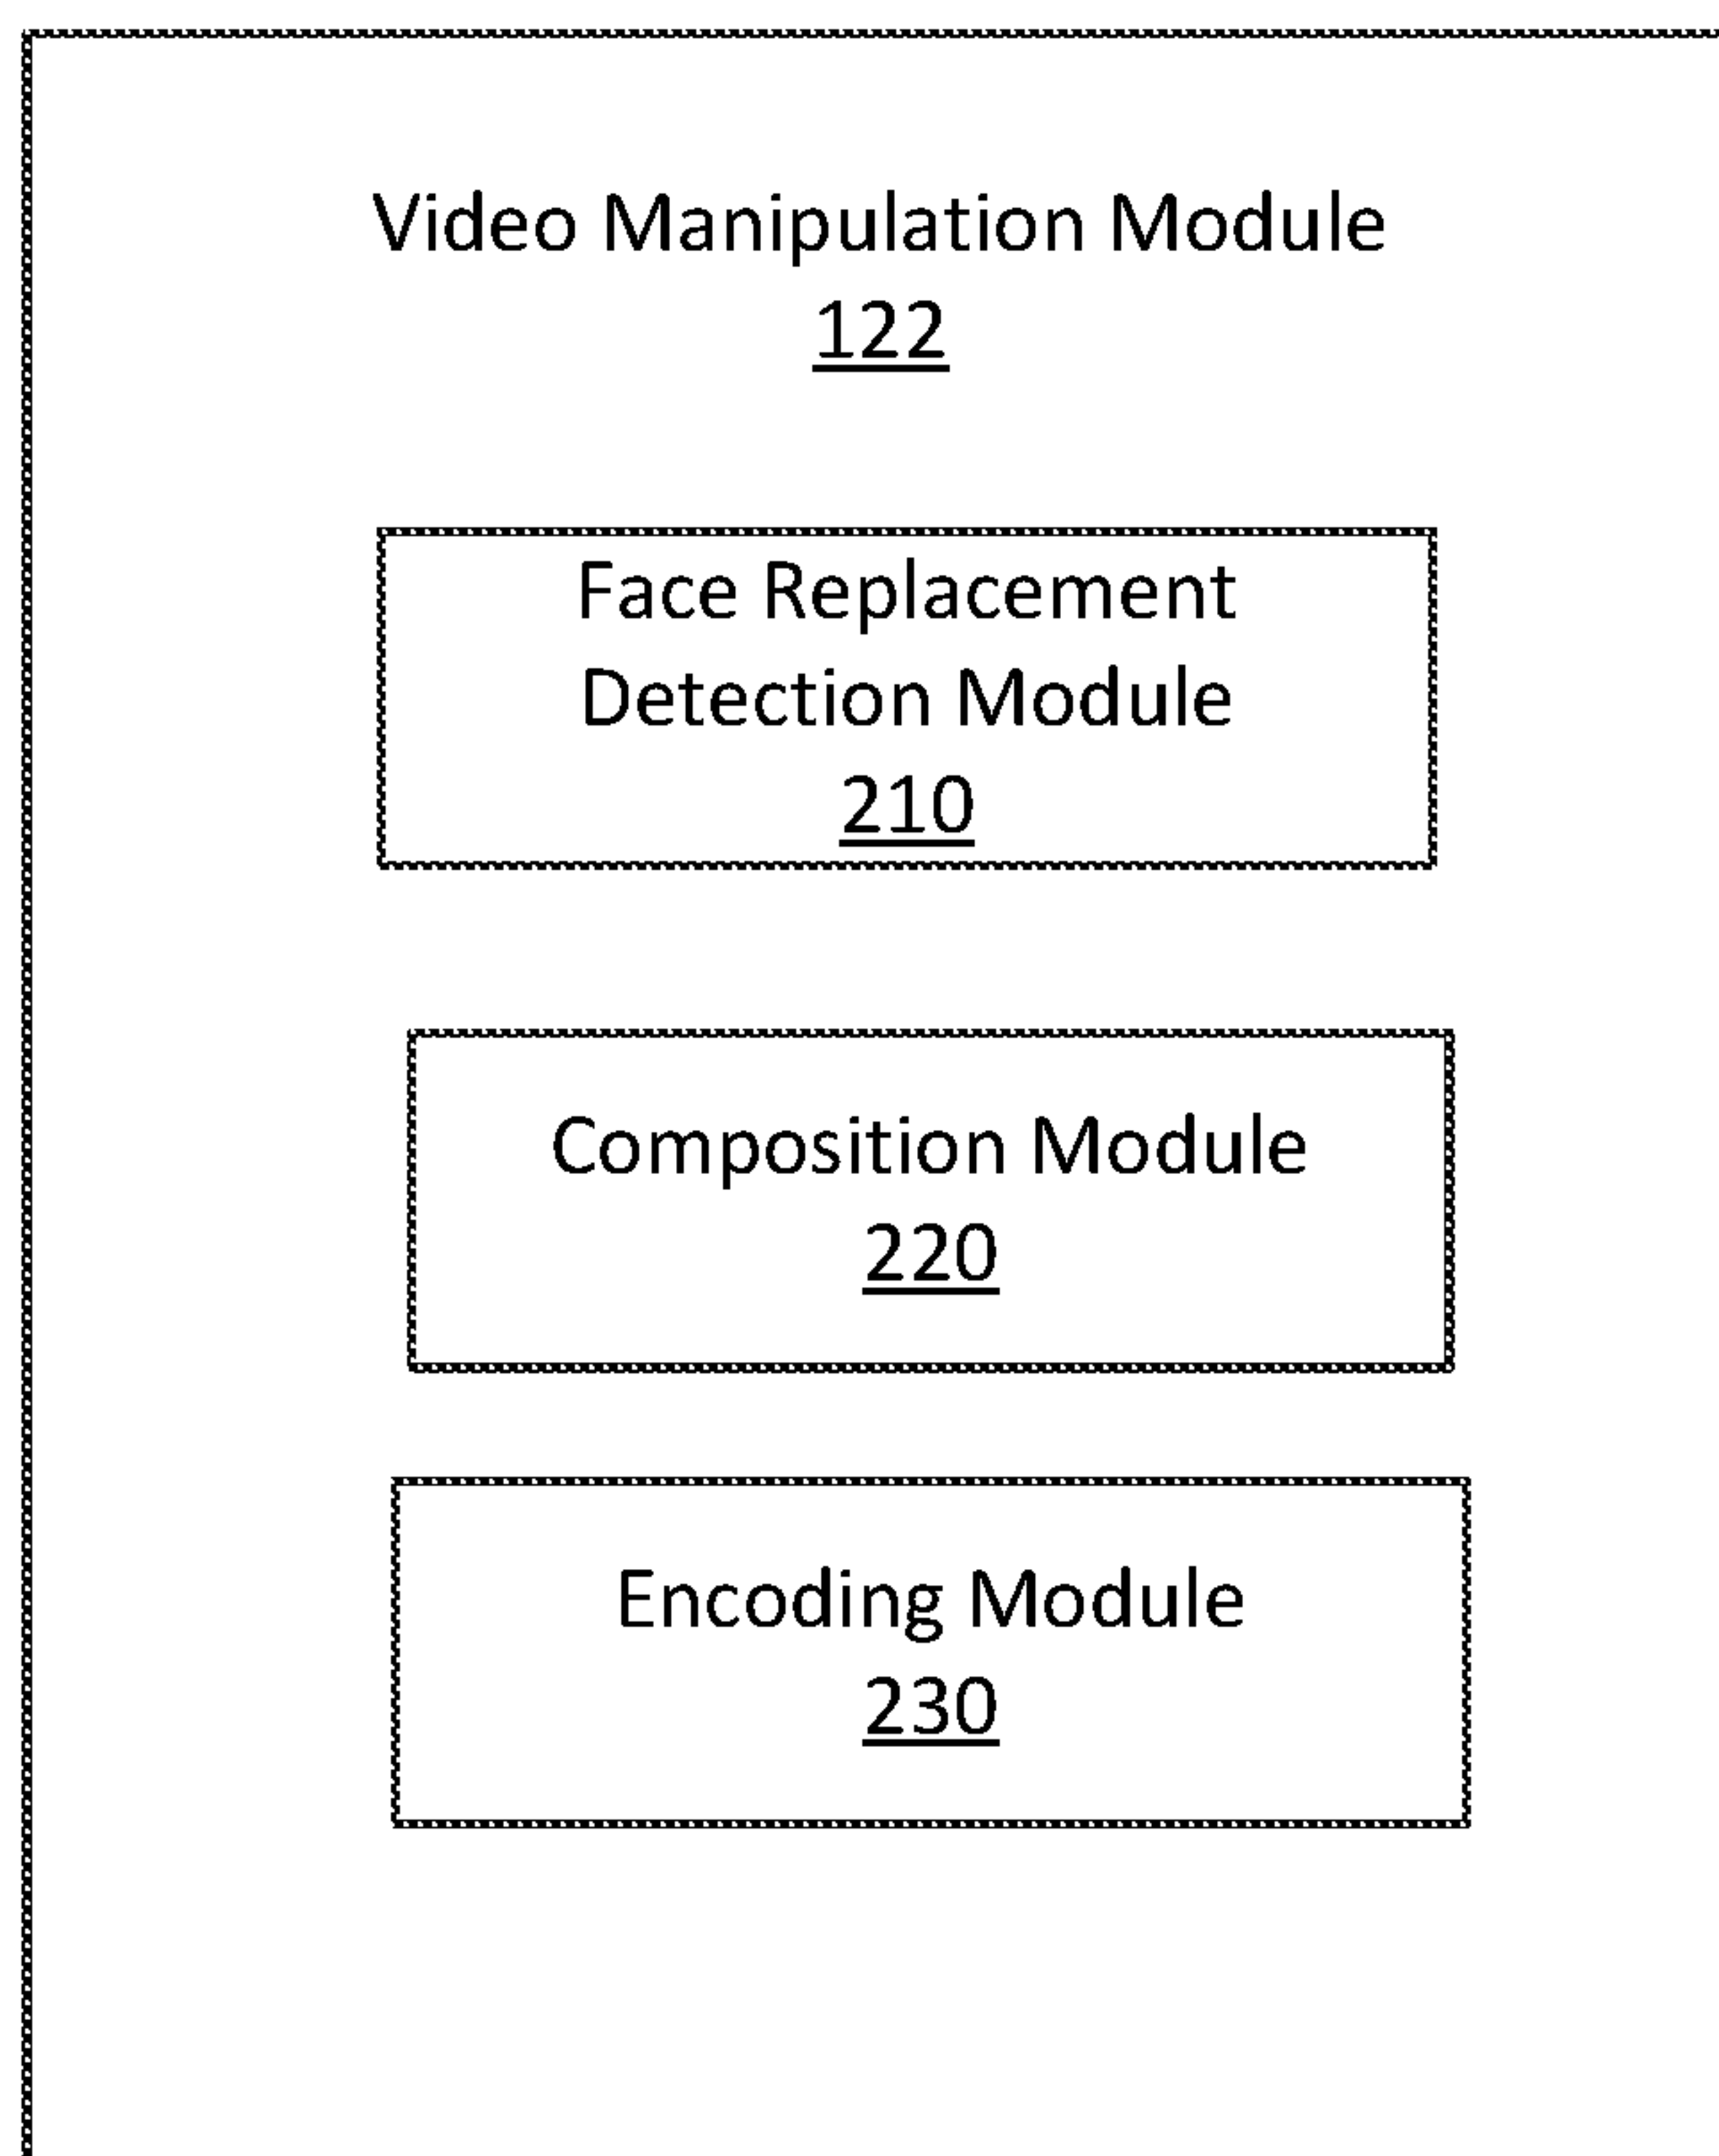 Video Manipulation Module
122
Face Replacement
Detection Module
210
Composition Module
220
Encoding Module
230